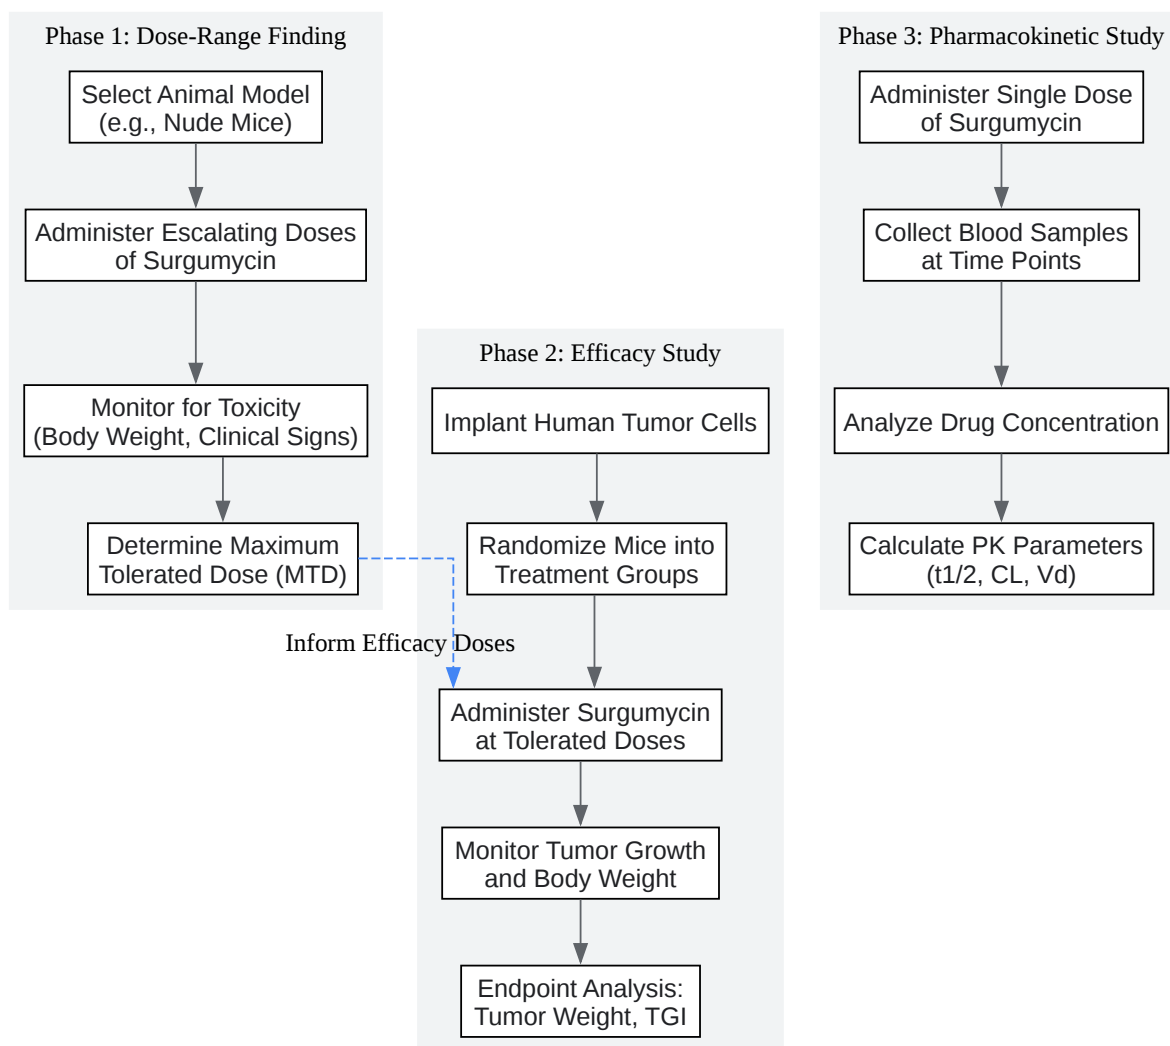 Phase 1: Dose-Range Finding
Select Animal Model
(e.g., Nude Mice)
Administer Escalating Doses
of Surgumycin
Monitor for Toxicity
(Body Weight, Clinical Signs)
Determine Maximum
Tolerated Dose (MTD)
Inform Efficacy Doses
Phase 2: Efficacy Study
Implant Human Tumor Cells
Randomize Mice into
Treatment Groups
Administer Surgumycin
at Tolerated Doses
Monitor Tumor Growth
and Body Weight
Endpoint Analysis:
Tumor Weight, TGI
Phase 3: Pharmacokinetic Study
Administer Single Dose
of Surgumycin
Collect Blood Samples
at Time Points
Analyze Drug Concentration
Calculate PK Parameters
(t1/2, CL, Vd)